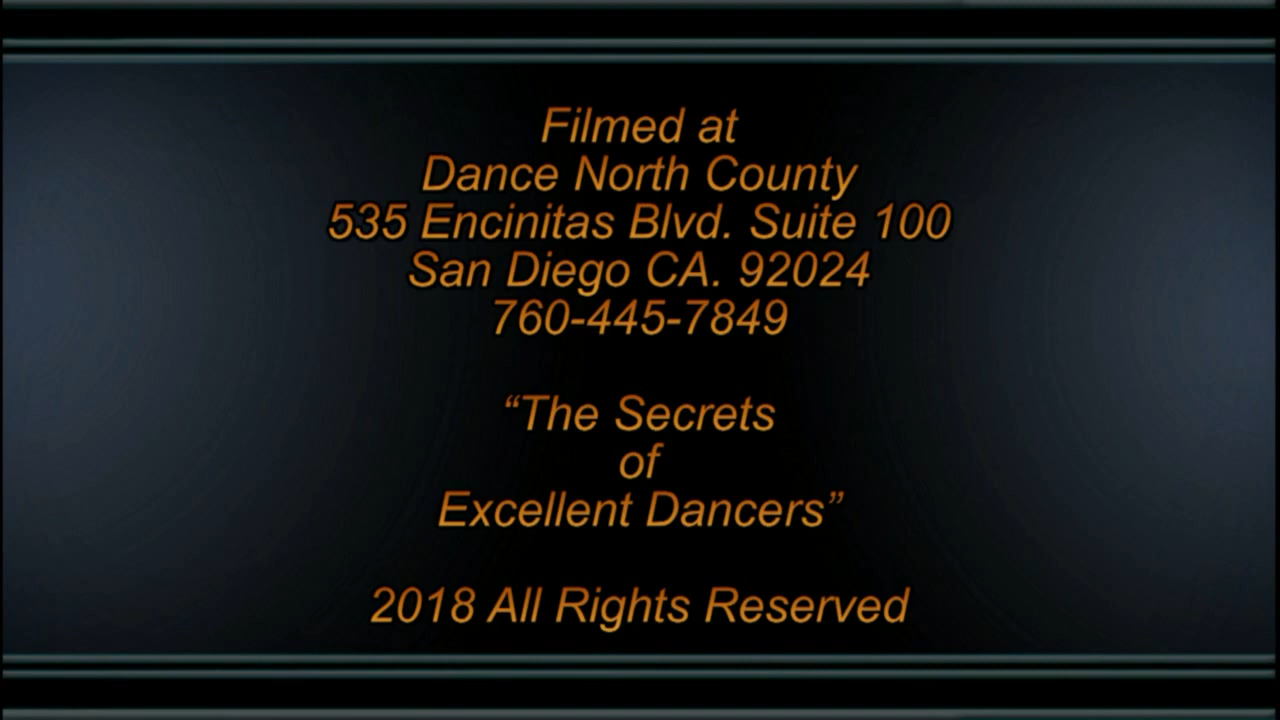 Filmed at
Dance North County
535 Encinitas Blvd. Suite 100
San Diego CA. 92024
760-445-7849
“The Secrets
of
Excellent Dancers”
2018 All Rights Reserved